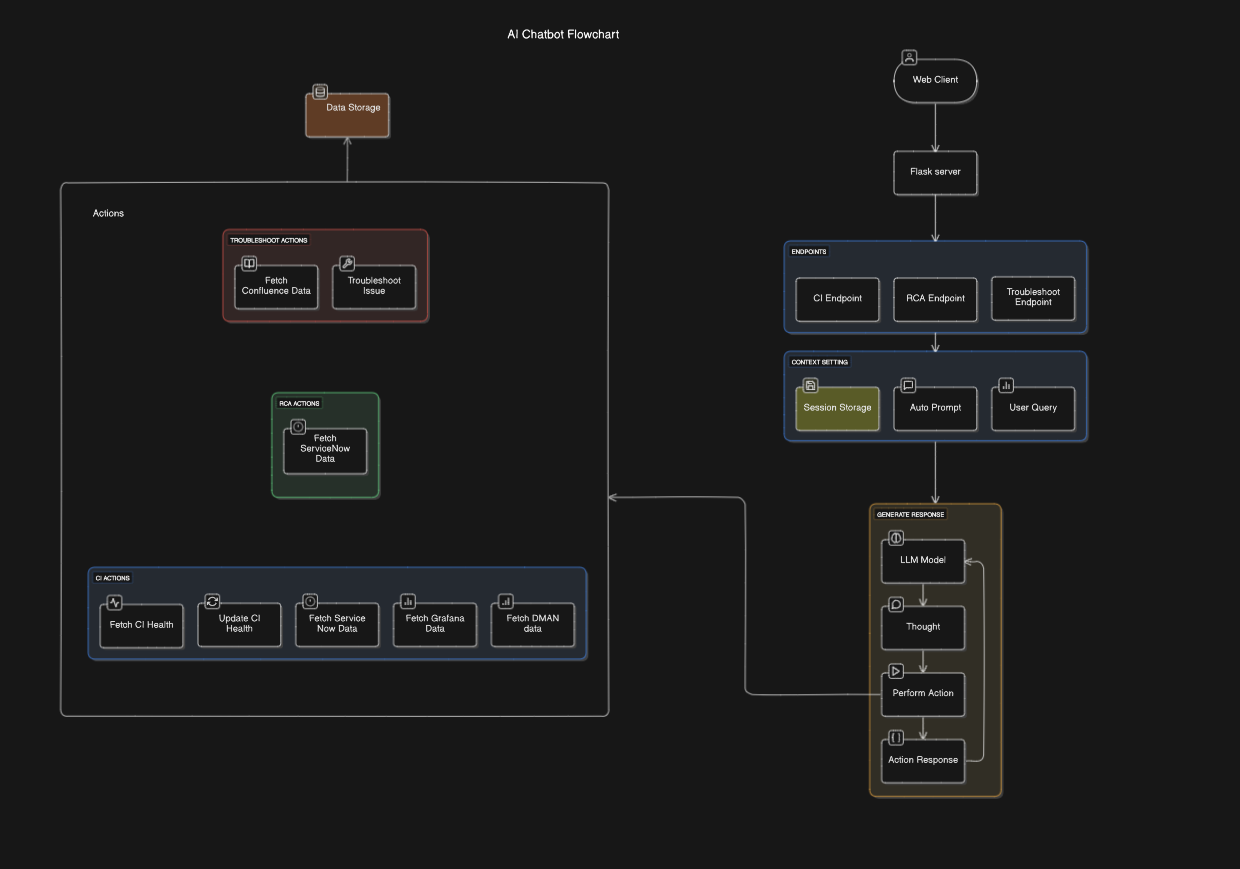 AI Chatbot Flowchart
Data Storage
Actions
TROUBLESHOOT ACTIONS
Fetch
Confluence Data
Troubleshoot
Issue
RCA ACTIONS
Fetch
ServiceNow
Data
CI ACTIONS
Fetch CI Health
Update CI
Health
Fetch Service
Now Data
Fetch Grafana
Data
Fetch DMAN
data
Web Client
Flask server
ENDPOINTS
CI Endpoint
RCA Endpoint
Troubleshoot
Endpoint
CONTEXT SETTING
Session Storage
Auto Prompt
User Query
GENERATE RESPONSE
LLM Model
Thought
Perform Action
Action Response